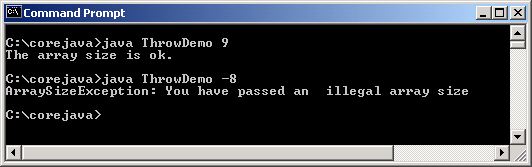 Command Prompt
C:\corejava>java ThrowDemo 9
The array size is ok.
C:\corejava>java ThrowDemo -8
ArraySizeException: You have passed an  illegal array size
C:\corejava>